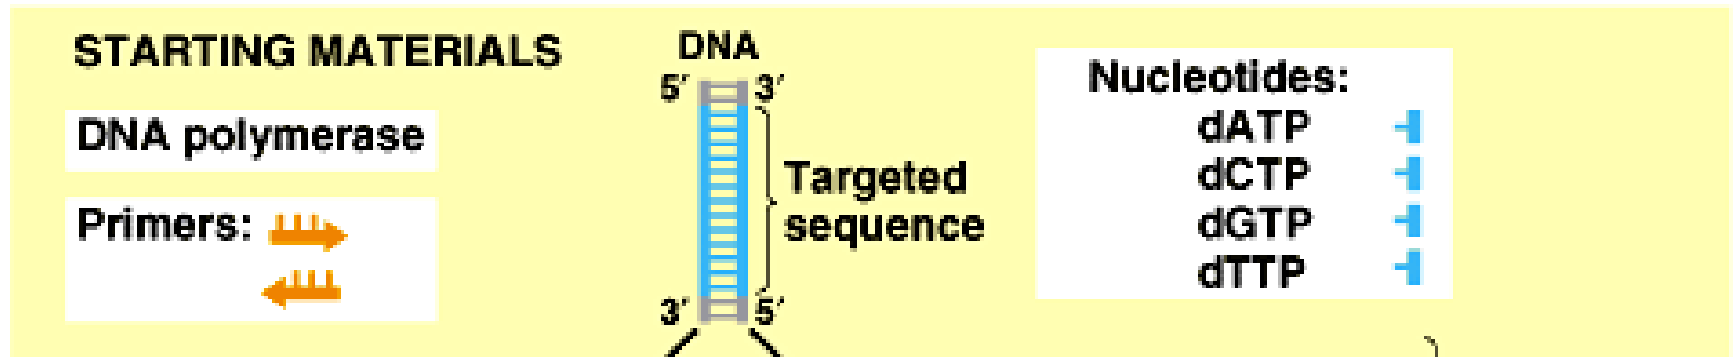 STARTING MATERIALS
DNA polymerase
Primers:
DNA
5′ 3′
Targeted
sequence
3′ 5′
Nucleotides:
dATP
dCTP
dGTP
dTTP